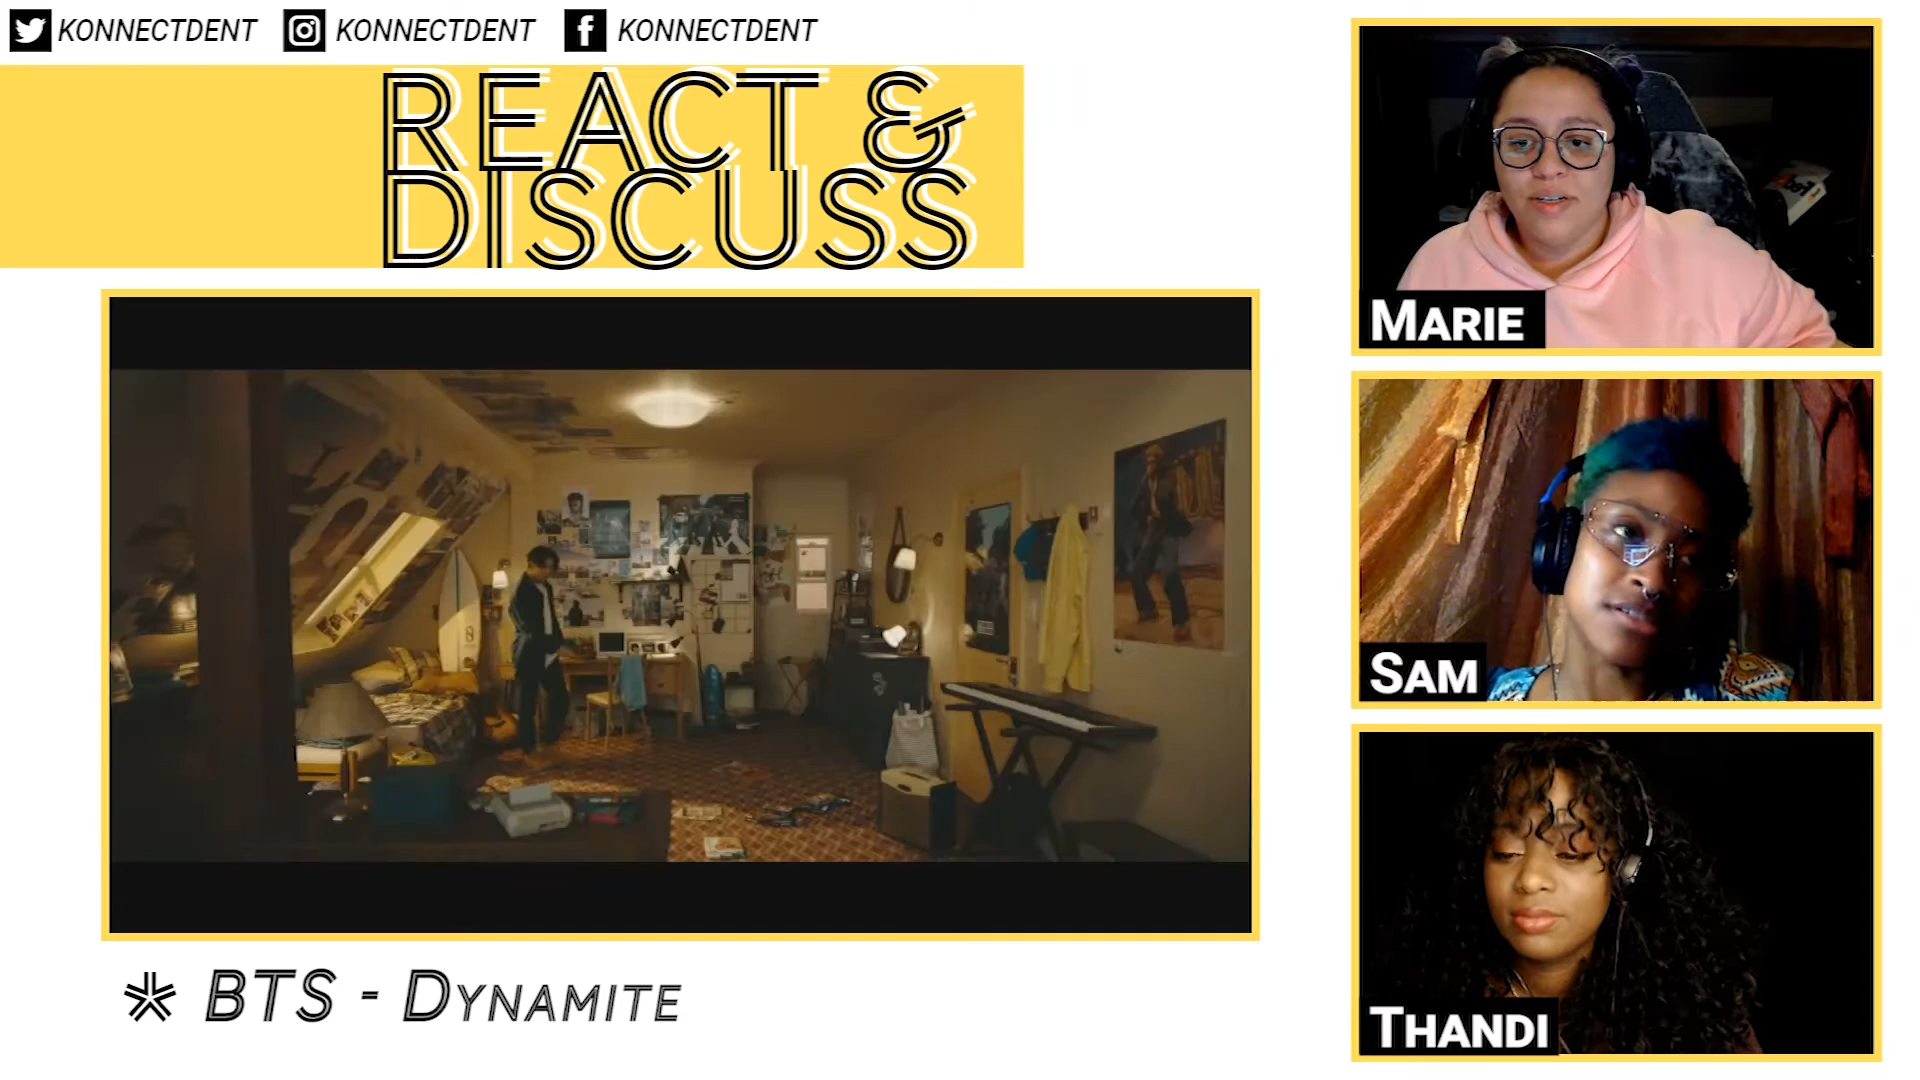 KONNECTDENT KONNECTDENT KONNECTDENT
REACT &
DISCUSS
MARIE
SAM
THANDI
BTS - DYNAMITE